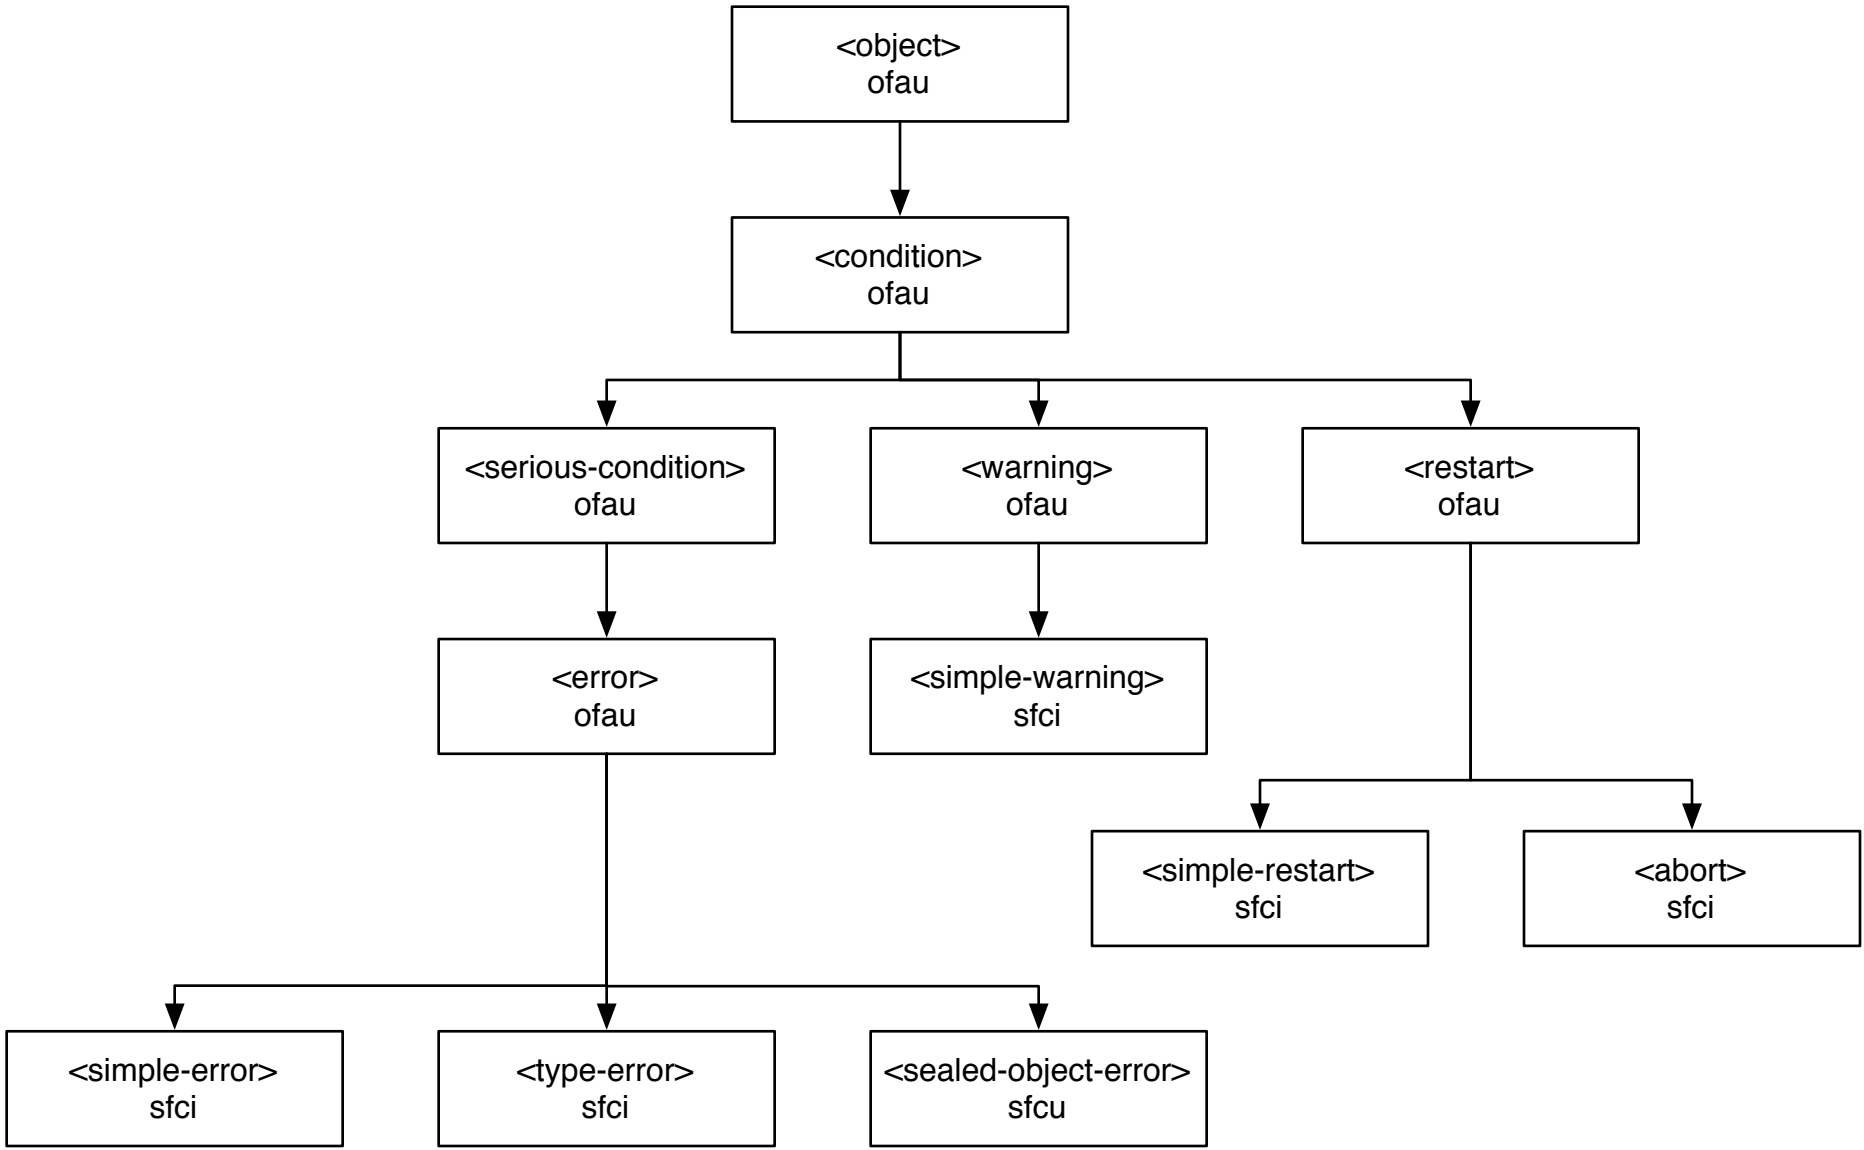 <object>
ofau
<condition>
ofau
<serious-condition>
ofau
<warning>
ofau
<restart>
ofau
<error>
ofau
<simple-warning>
sfci
<simple-restart>
sfci
<abort>
sfci
<simple-error>
sfci
<type-error>
sfci
<sealed-object-error>
sfcu